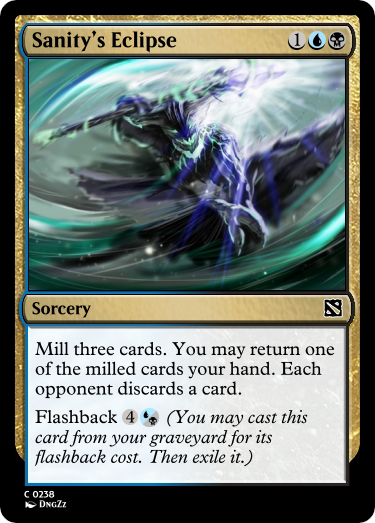 Sanity's Eclipse 1
Sorcery
Mill three cards. You may return one
of the milled cards your hand. Each
opponent discards a card.
Flashback 4 (You may cast this
card from your graveyard for its
flashback cost. Then exile it.)
C 0238
DngZz